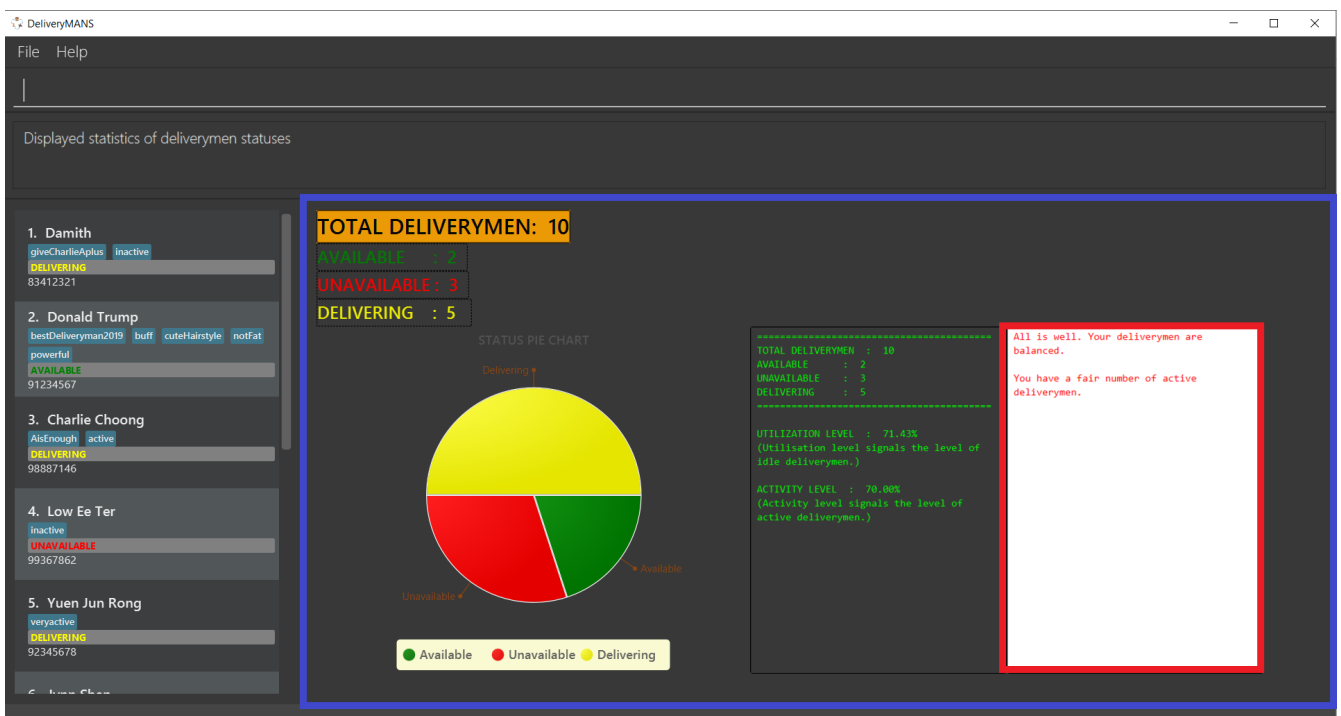 DeliveryMANS
File Help
Displayed statistics of deliverymen statuses
1. Damith
giveCharlieAplus inactive
DELIVERING
83412321
2. Donald Trump
bestDeliveryman2019 buff cuteHairstyle notFat
powerful
AVAILABLE
91234567
3. Charlie Choong
AisEnough active
DELIVERING
98887146
4. Low Ee Ter
inactive
UNAVAILABLE
99367862
5. Yuen Jun Rong
veryactive
DELIVERING
92345678
TOTAL DELIVERYMEN: 10
AVAILABLE : 2
UNAVAILABLE : 3
DELIVERING : 5
STATUS PIE CHART
Delivering
Available
Unavailable
Available Unavailable Delivering
========================================
TOTAL DELIVERYMEN : 10
AVAILABLE : 2
UNAVAILABLE : 3
DELIVERING : 5
----------------------------------------
UTILIZATION LEVEL : 71.43%
(Utilisation level signals the level of
idle deliverymen.)
ACTIVITY LEVEL : 70.00%
(Activity level signals the level of
active deliverymen.)
All is well. Your deliverymen are
balanced.
You have a fair number of active
deliverymen.